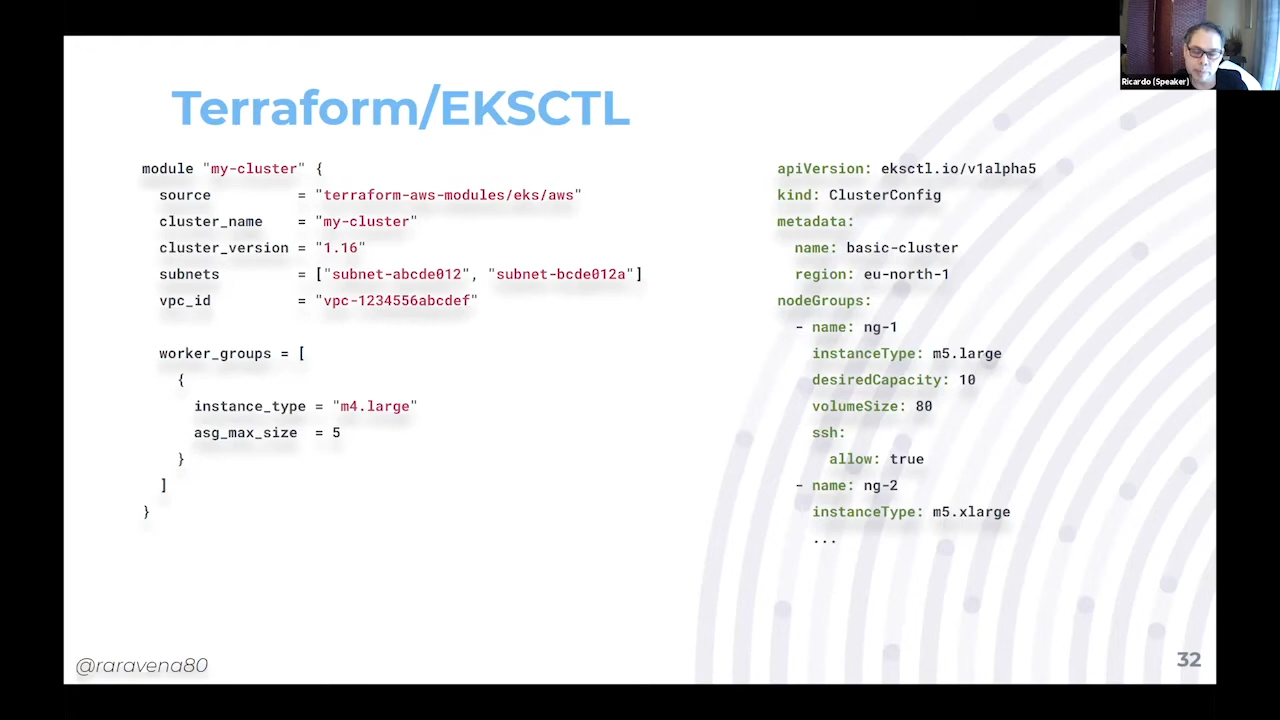 Ricardo (Speaker)
Terraform/EKSCTL
module "my-cluster" {
source = "terraform-aws-modules/eks/aws"
cluster_name = "my-cluster"
cluster_version = "1.16"
subnets = ["subnet-abcde012", "subnet-bcde012a"]
vpc_id = "vpc-1234556abcdef"
worker_groups = [
{
instance_type = "m4.large"
asg_max_size = 5
}
]
}
apiVersion: eksctl.io/v1alpha5
kind: ClusterConfig
metadata:
name: basic-cluster
region: eu-north-1
nodeGroups:
- name: ng-1
instanceType: m5.large
desiredCapacity: 10
volumeSize: 80
ssh:
allow: true
- name: ng-2
instanceType: m5.xlarge
...
@raravena80
32